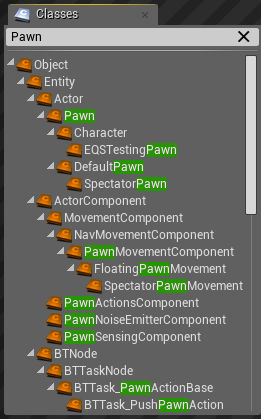 Classes
Pawn
Object
Entity
Actor
Pawn
Character
EQSTestingPawn
DefaultPawn
SpectatorPawn
ActorComponent
MovementComponent
NavMovementComponent
PawnMovementComponent
FloatingPawnMovement
SpectatorPawnMovement
PawnActionsComponent
PawnNoiseEmitterComponent
PawnSensingComponent
BTNode
BTTaskNode
BTTask_PawnActionBase
BTTask_PushPawnAction